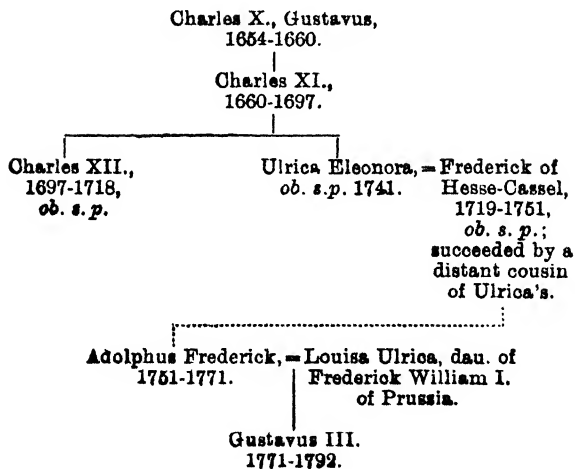 Charles X., Gustavus,
1654-1660.
Charles XI.,
1660-1697.
Charles XII.,
1697-1718,
ob. s. p.
Ulrica Eleonora, =
ob. s.p. 1741.
Frederick of
Hesse-Cassel,
1719-1751,
ob. s. p.;
succeeded by a
distant cousin
of Ulrica's.
Adolphus Frederick, =
1751-1771.
Louisa Ulrica, dau. of
Frederick William I.
of Prussia.
Gustavus III.
1771-1792.